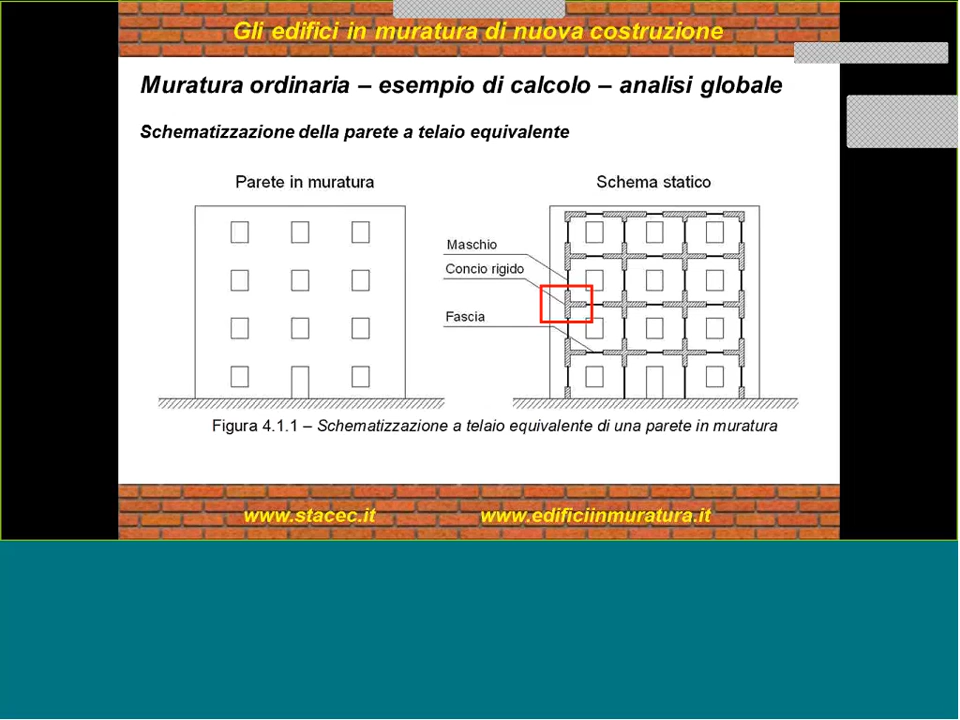 Gli edifici in muratura di nuova costruzione
Muratura ordinaria – esempio di calcolo – analisi globale
Schematizzazione della parete a telaio equivalente
Parete in muratura
Schema statico
Maschio
Concio rigido
Fascia
Figura 4.1.1 – Schematizzazione a telaio equivalente di una parete in muratura
www.stacec.it
www.edificiinmuratura.it